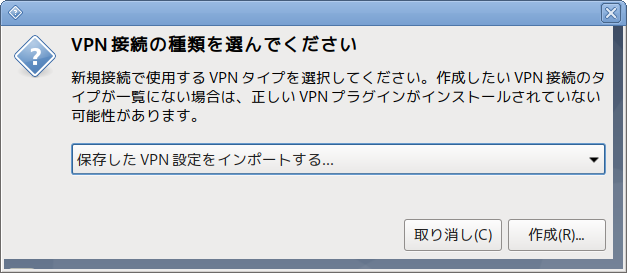 VPN 接続の種類を選んでください
新規接続で使用する VPN タイプを選択してください。作成したい VPN 接続のタ
イプが一覧にない場合は、正しい VPN プラグインがインストールされていない
可能性があります。
保存した VPN 設定をインポートする...
取り消し(C)
作成(R)...